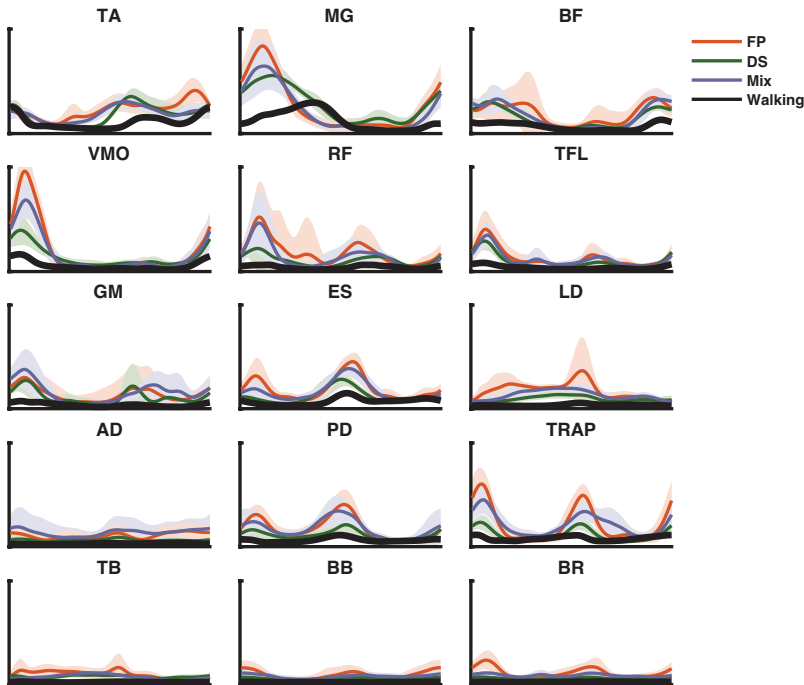 TA MG BF
FP
DS
Mix
Walking
VMO RF TFL
GM ES LD
AD PD TRAP
TB BB BR